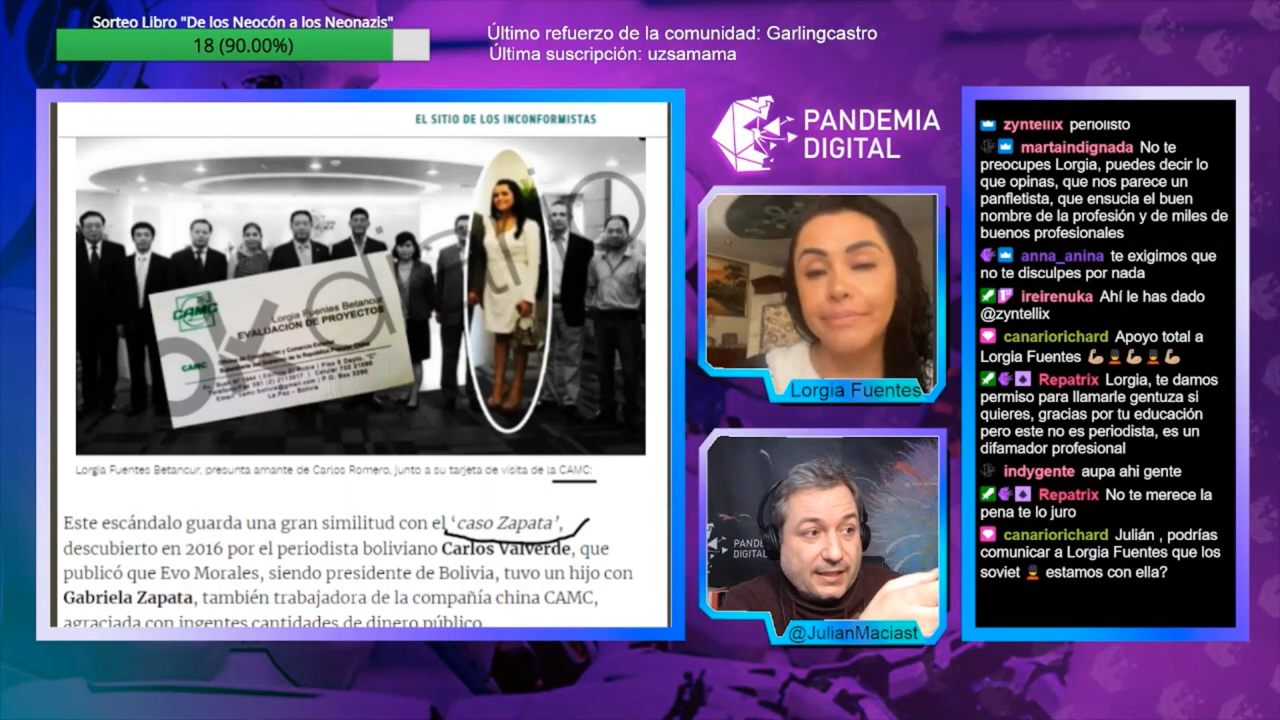 Sorteo Libro "De los Neocón a los Neonazis"
18 (90.00%)
Último refuerzo de la comunidad: Garlingcastro
Última suscripción: uzsamama
EL SITIO DE LOS INCONFORMISTAS
okdiario
CAMC
Lorgia Fuentes Betancur
EVALUACIÓN DE PROYECTOS
CAMC
La Paz - Bolivia
Lorgia Fuentes Betancur, presunta amante de Carlos Romero, junto a su tarjeta de visita de la CAMC:
Este escándalo guarda una gran similitud con el 'caso Zapata',
descubierto en 2016 por el periodista boliviano Carlos Valverde, que
publicó que Evo Morales, siendo presidente de Bolivia, tuvo un hijo con
Gabriela Zapata, también trabajadora de la compañía china CAMC,
agraciada con ingentes cantidades de dinero público
PANDEMIA
DIGITAL
Lorgia Fuentes
PANDE
DIGITAL
@JulianMaciast
zyntellix periolisto
martaindignada No te
preocupes Lorgia, puedes decir lo
que opinas, que nos parece un
panfletista, que ensucia el buen
nombre de la profesión y de miles de
buenos profesionales
anna_anina te exigimos que
no te disculpes por nada
ireirenuka Ahí le has dado
@zyntellix
canariorichard Apoyo total a
Lorgia Fuentes
Repatrix Lorgia, te damos
permiso para llamarle gentuza si
quieres, gracias por tu educación
pero este no es periodista, es un
difamador profesional
indygente aupa ahi gente
Repatrix No te merece la
pena te lo juro
canariorichard Julián , podrías
comunicar a Lorgia Fuentes que los
soviet estamos con ella?